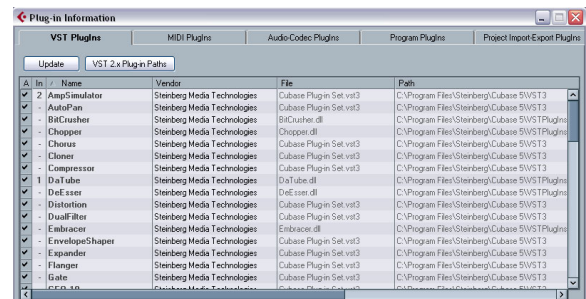 Plug-in Information
VST PlugIns MIDI PlugIns Audio-Codec PlugIns Program PlugIns Project Import-Export PlugIns
Update VST 2.x Plug-in Paths
A In / Name Vendor File Path
2 AmpSimulator Steinberg Media Technologies Cubase Plug-in Set.vst3 C:\Program Files\Steinberg\Cubase 5\VST3
- AutoPan Steinberg Media Technologies Cubase Plug-in Set.vst3 C:\Program Files\Steinberg\Cubase 5\VST3
- BitCrusher Steinberg Media Technologies BitCrusher.dll C:\Program Files\Steinberg\Cubase 5\VSTPlugIns
- Chopper Steinberg Media Technologies Chopper.dll C:\Program Files\Steinberg\Cubase 5\VSTPlugIns
- Chorus Steinberg Media Technologies Cubase Plug-in Set.vst3 C:\Program Files\Steinberg\Cubase 5\VST3
- Cloner Steinberg Media Technologies Cubase Plug-in Set.vst3 C:\Program Files\Steinberg\Cubase 5\VST3
- Compressor Steinberg Media Technologies Cubase Plug-in Set.vst3 C:\Program Files\Steinberg\Cubase 5\VST3
1 DaTube Steinberg Media Technologies DaTube.dll C:\Program Files\Steinberg\Cubase 5\VSTPlugIns
- DeEsser Steinberg Media Technologies DeEsser.dll C:\Program Files\Steinberg\Cubase 5\VSTPlugIns
- Distortion Steinberg Media Technologies Cubase Plug-in Set.vst3 C:\Program Files\Steinberg\Cubase 5\VST3
- DualFilter Steinberg Media Technologies Cubase Plug-in Set.vst3 C:\Program Files\Steinberg\Cubase 5\VST3
- Embracer Steinberg Media Technologies Embracer.dll C:\Program Files\Steinberg\Cubase 5\VSTPlugIns
- EnvelopeShaper Steinberg Media Technologies Cubase Plug-in Set.vst3 C:\Program Files\Steinberg\Cubase 5\VST3
- Expander Steinberg Media Technologies Cubase Plug-in Set.vst3 C:\Program Files\Steinberg\Cubase 5\VST3
- Flanger Steinberg Media Technologies Cubase Plug-in Set.vst3 C:\Program Files\Steinberg\Cubase 5\VST3
- Gate Steinberg Media Technologies Cubase Plug-in Set.vst3 C:\Program Files\Steinberg\Cubase 5\VST3